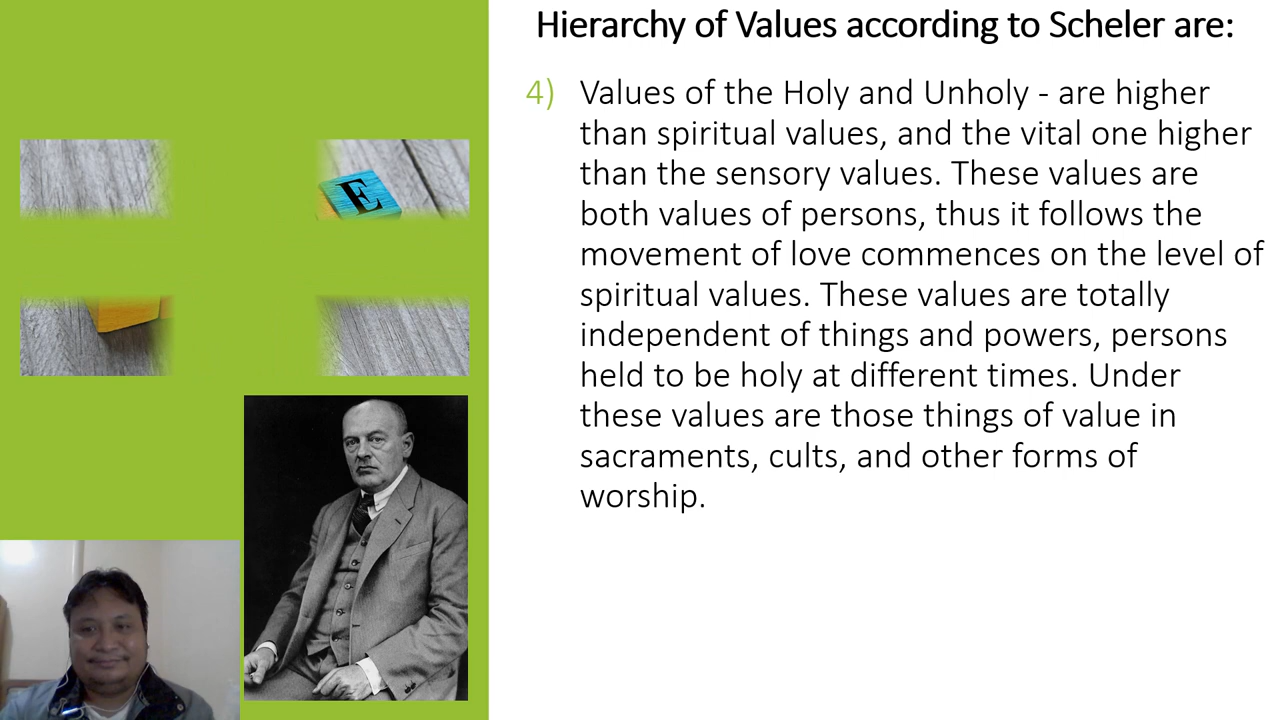 Hierarchy of Values according to Scheler are:
4) Values of the Holy and Unholy - are higher
than spiritual values, and the vital one higher
than the sensory values. These values are
both values of persons, thus it follows the
movement of love commences on the level of
spiritual values. These values are totally
independent of things and powers, persons
held to be holy at different times. Under
these values are those things of value in
sacraments, cults, and other forms of
worship.
E